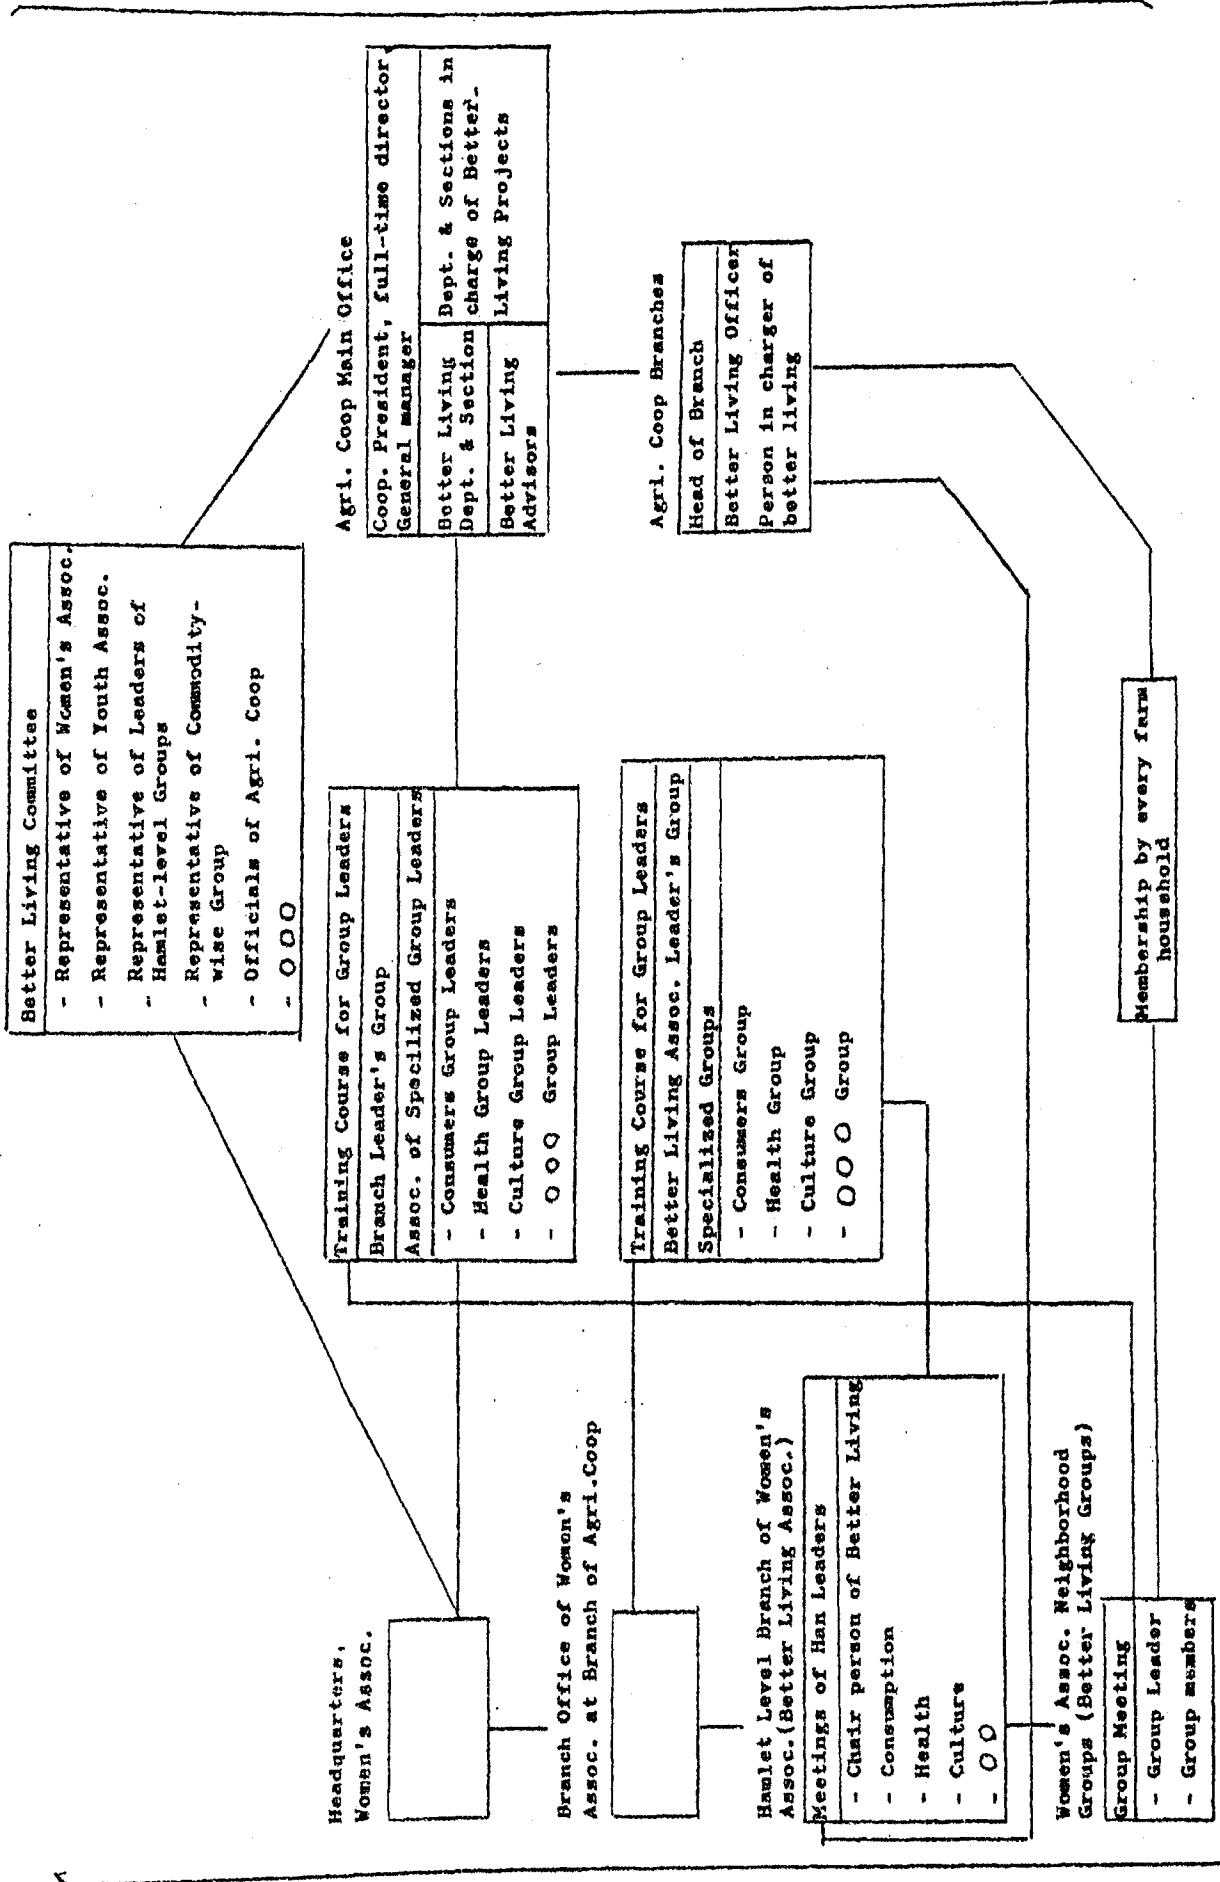 Better Living Committee
- Representative of Women's Assoc.
- Representative of Youth Assoc.
- Representative of Leaders of
Hamlet-level Groups
- Representative of Commodity-
wise Group
- Officials of Agri. Coop
- OOO
Headquarters,
Women's Assoc.
Training Course for Group Leaders
Branch Leader's Group
Assoc. of Specilized Group Leaders
- Consumers Group Leaders
- Health Group Leaders
- Culture Group Leaders
- OOO Group Leaders
Agri. Coop Main Office
Coop. President, full-time director,
General manager
Better Living
Dept. & Section
Better Living
Advisors
Dept. & Sections in
charge of Better-
Living Projects
Branch Office of Women's
Assoc. at Branch of Agri.Coop
Training Course for Group Leaders
Better Living Assoc. Leader's Group
Specialized Groups
- Consumers Group
- Health Group
- Culture Group
- OOO Group
Agri. Coop Branches
Head of Branch
Better Living Officer
Person in charger of
better living
Hamlet Level Branch of Women's
Assoc.(Better Living Assoc.)
Meetings of Han Leaders
- Chair person of Better Living
- Consumption
- Health
- Culture
- OO
Women's Assoc. Neighborhood
Groups (Better Living Groups)
Group Meeting
- Group Leader
- Group members
Membership by every farm
household